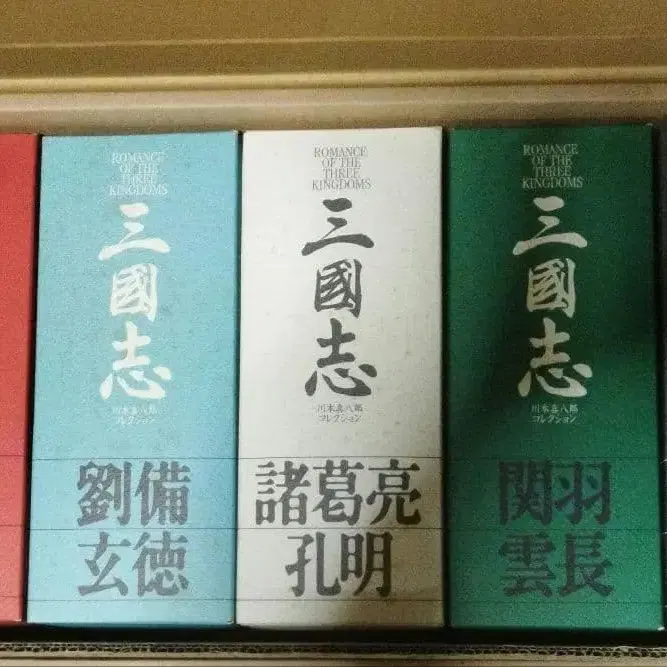 ROMANCE
OF THE
THREE
KINGDOMS
三國志
川本喜八郎
コレクション
劉備
玄徳
ROMANCE
OF THE
THREE
KINGDOMS
三國志
川本喜八郎
コレクション
諸葛亮
孔明
ROMANCE
OF THE
THREE
KINGDOMS
三國志
川本喜八郎
コレクション
関羽
雲長